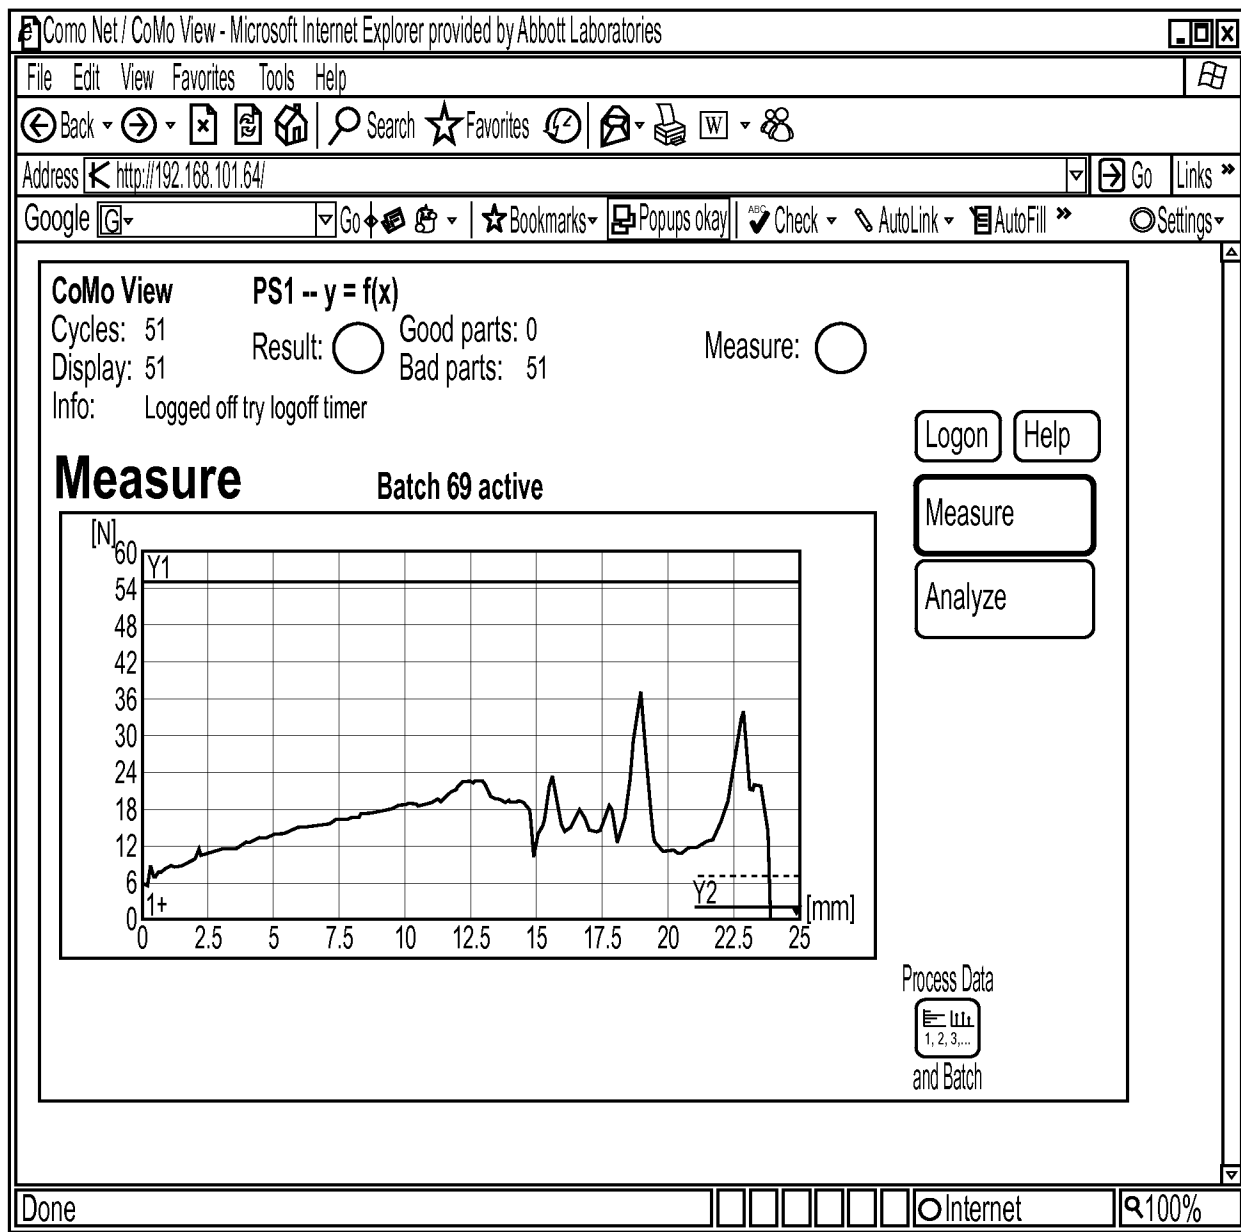 Como Net / CoMo View - Microsoft Internet Explorer provided by Abbott Laboratories
File Edit View Favorites Tools Help
Back Search Favorites W
Address http://192.168.101.64/ Go Links »
Google G Go Bookmarks Popups okay ABC Check AutoLink AutoFill » Settings
CoMo View PS1 -- y = f(x)
Cycles: 51 Good parts: 0
Result: Measure:
Display: 51 Bad parts: 51
Info: Logged off try logoff timer
Logon Help
Measure Batch 69 active
Measure
Analyze
[N]
60
Y1
54
48
42
36
30
24
18
12
6
Y2
1+
0
[mm]
0 2.5 5 7.5 10 12.5 15 17.5 20 22.5 25
Process Data
1, 2, 3,...
and Batch
Done Internet 100%